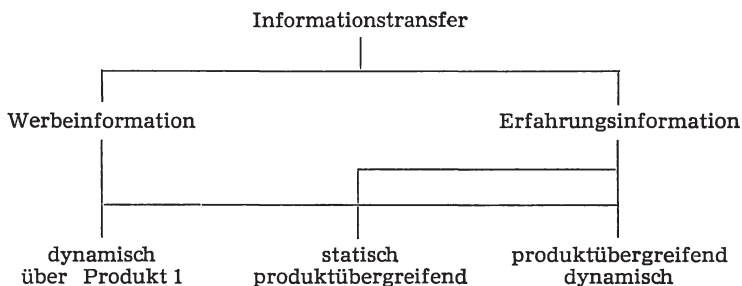 Informationstransfer
Werbeinformation Erfahrungsinformation
dynamisch statisch produktübergreifend
über Produkt 1 produktübergreifend dynamisch